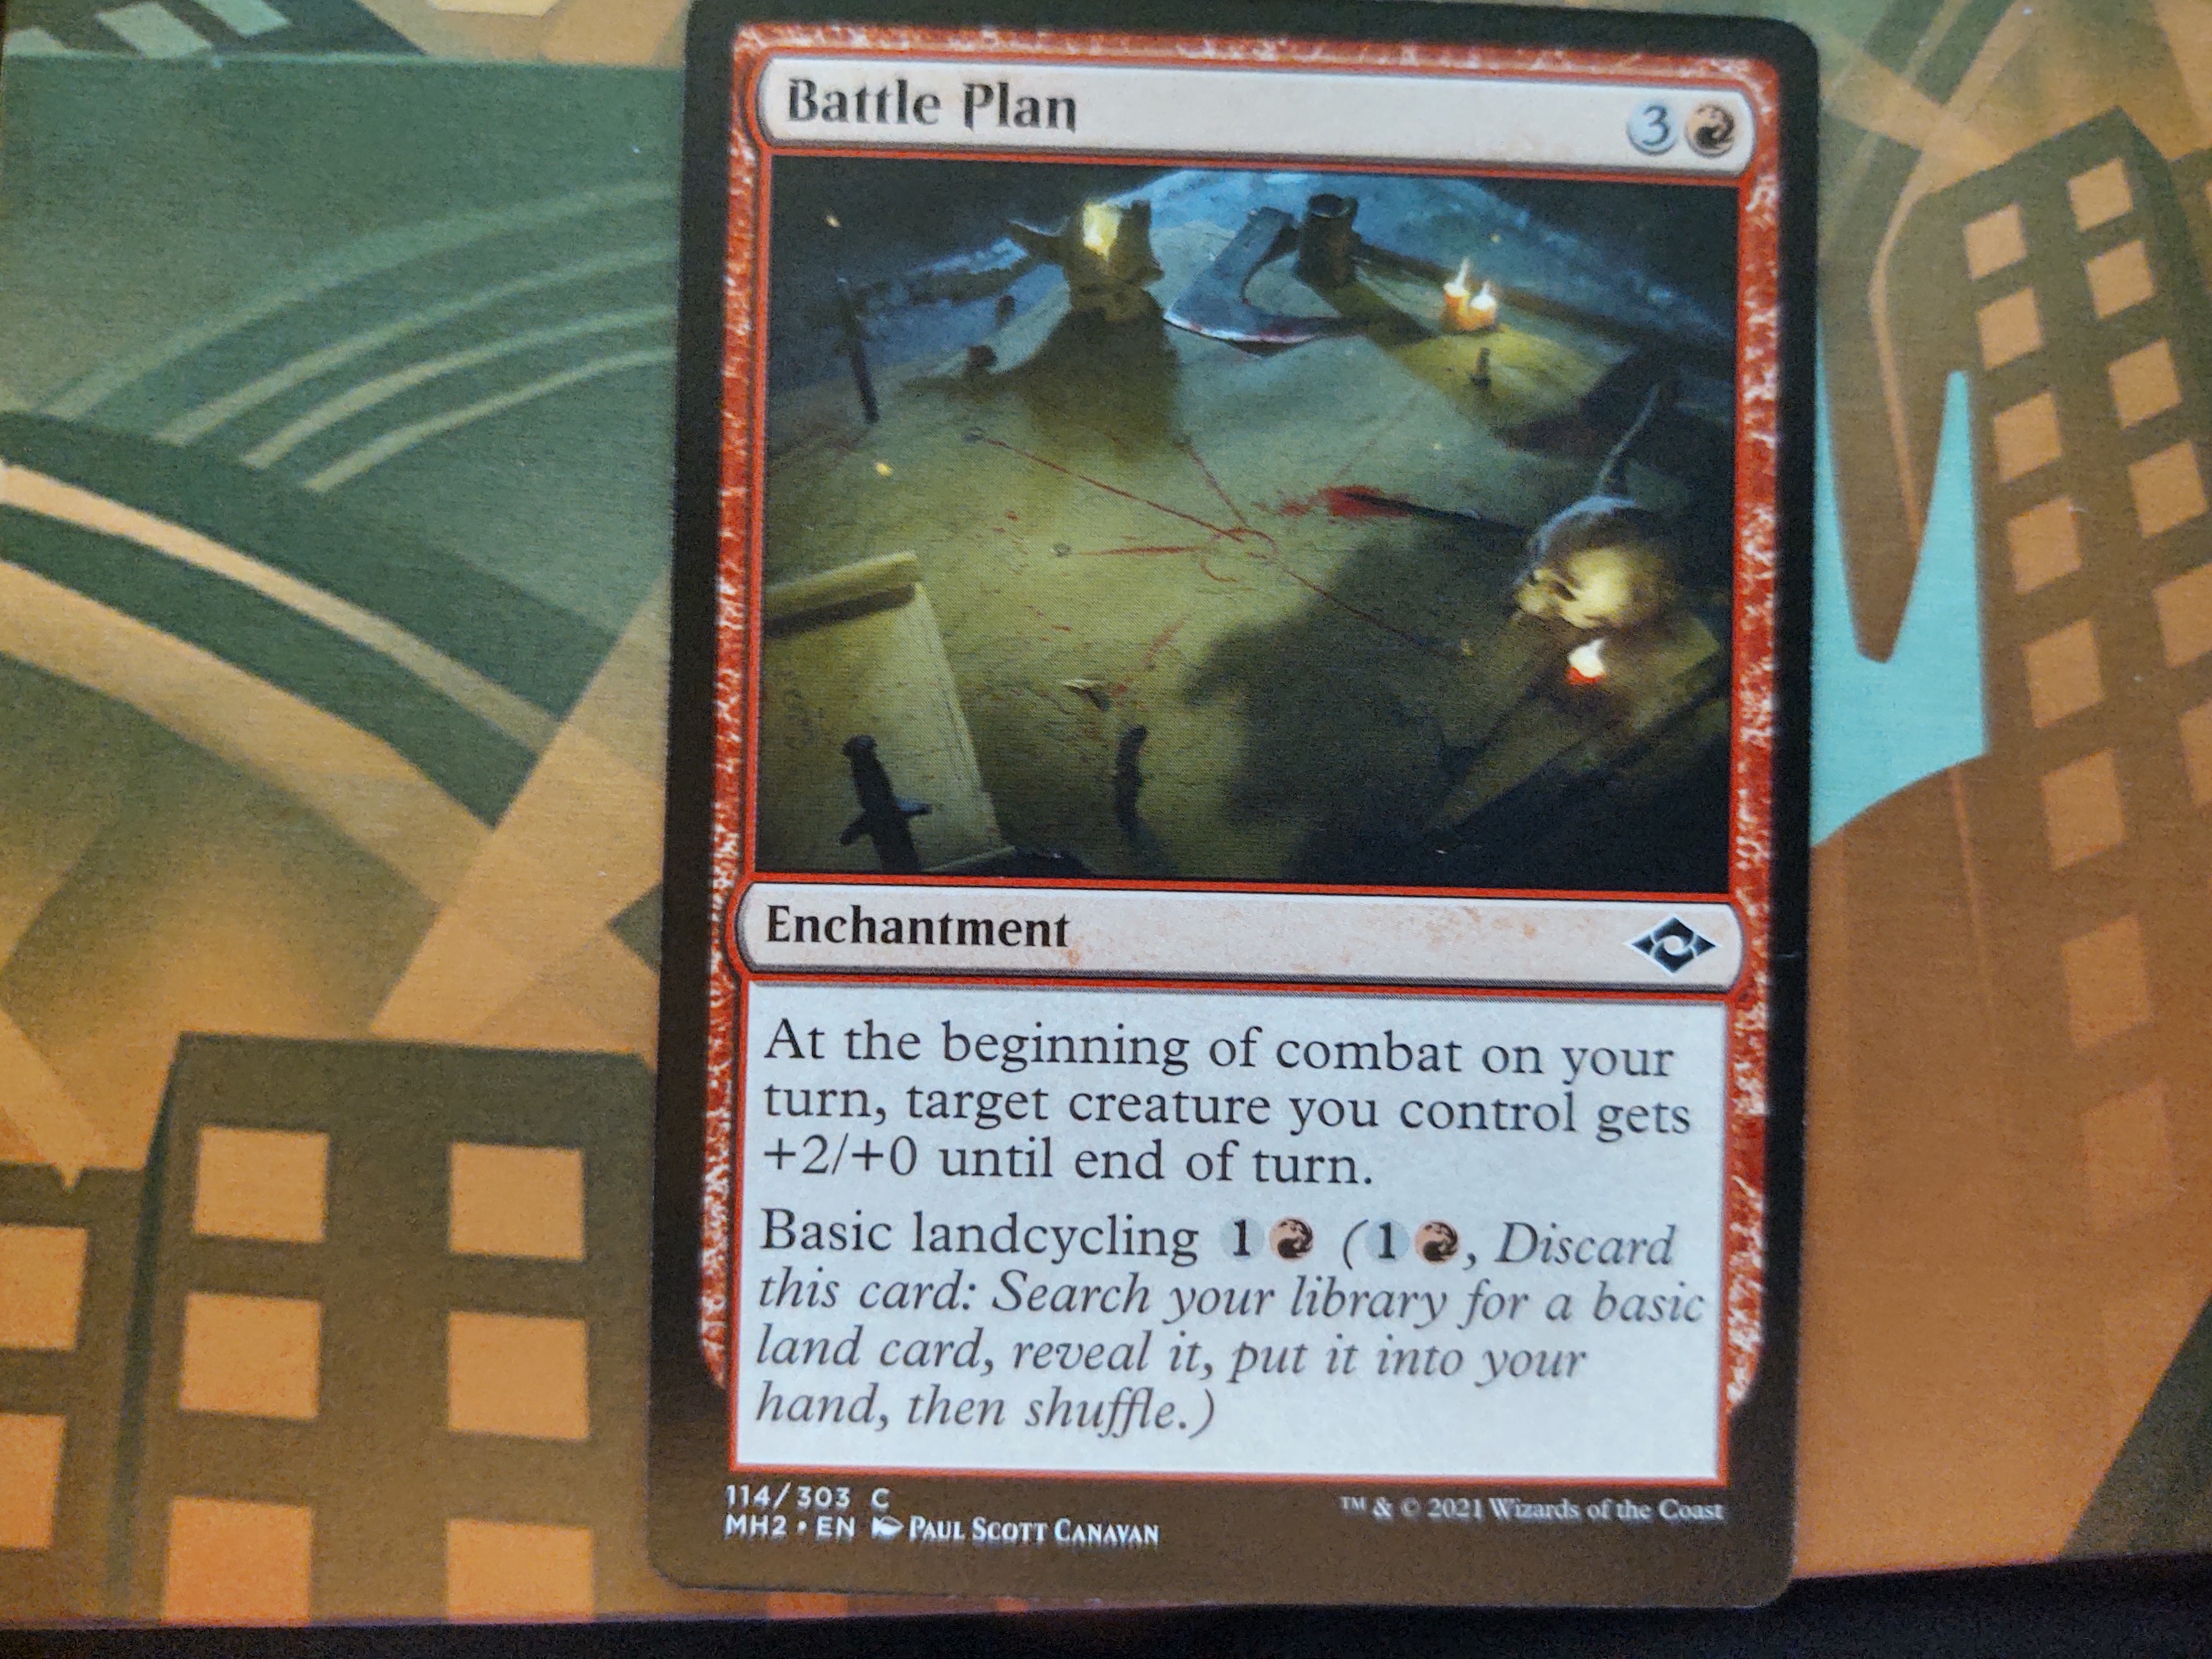 Battle Plan 3
Enchantment
At the beginning of combat on your
turn, target creature you control gets
+2/+0 until end of turn.
Basic landcycling 1 (1, Discard
this card: Search your library for a basic
land card, reveal it, put it into your
hand, then shuffle.)
114/303 C
MH2 • EN PAUL SCOTT CANAVAN
™ & © 2021 Wizards of the Coast